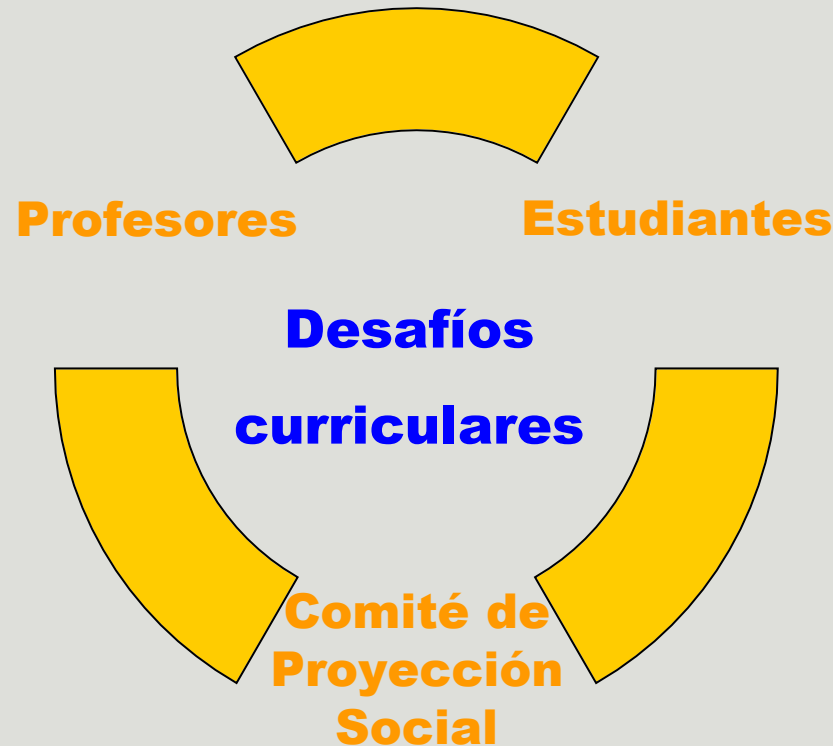 Profesores
Estudiantes
Desafíos
curriculares
Comité de
Proyección
Social